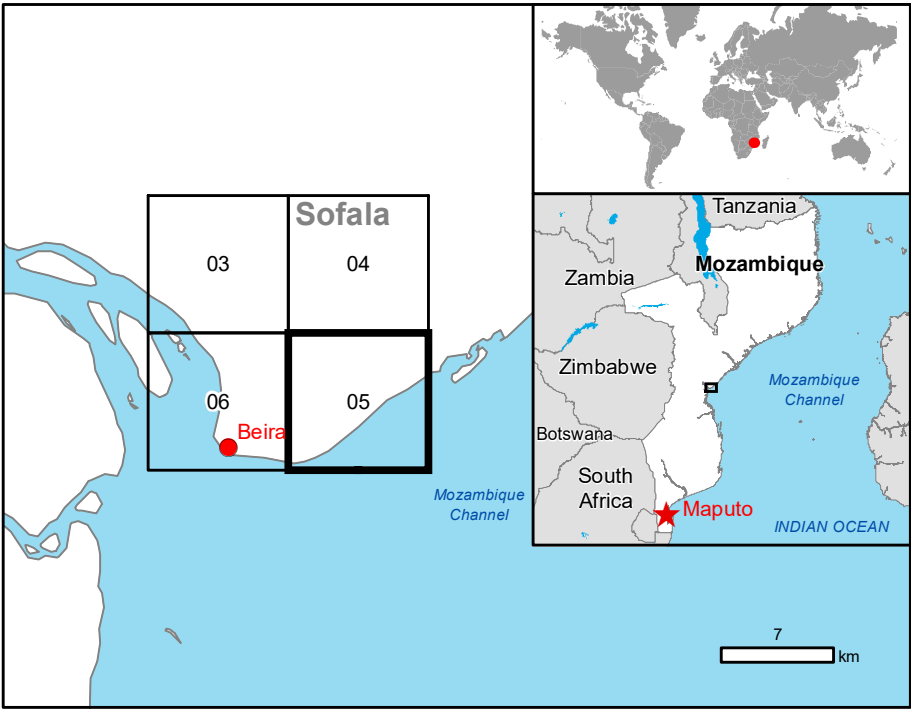 Sofala
03
04
06
05
Beira
Mozambique
Channel
Tanzania
Mozambique
Zambia
Zimbabwe
Mozambique
Channel
Botswana
South
Africa
Maputo
INDIAN OCEAN
7
km